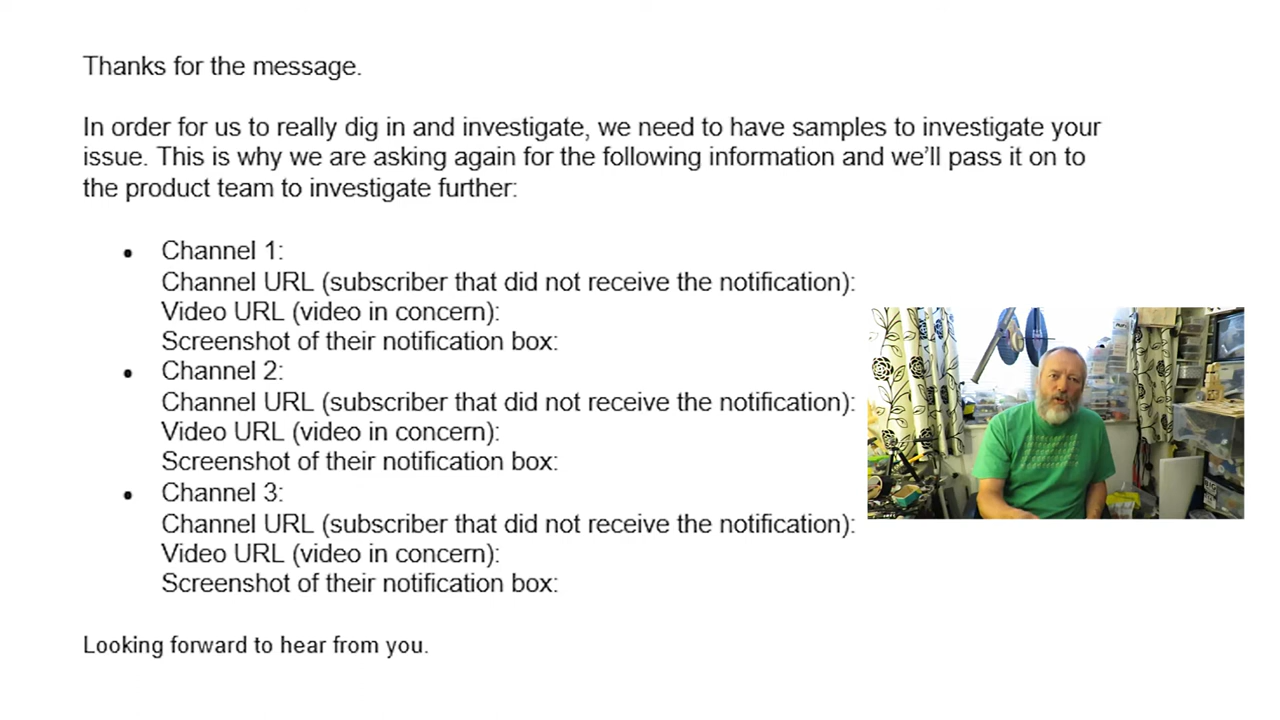 Thanks for the message.
In order for us to really dig in and investigate, we need to have samples to investigate your
issue. This is why we are asking again for the following information and we'll pass it on to
the product team to investigate further:
• Channel 1:
Channel URL (subscriber that did not receive the notification):
Video URL (video in concern):
Screenshot of their notification box:
• Channel 2:
Channel URL (subscriber that did not receive the notification):
Video URL (video in concern):
Screenshot of their notification box:
• Channel 3:
Channel URL (subscriber that did not receive the notification):
Video URL (video in concern):
Screenshot of their notification box:
Looking forward to hear from you.